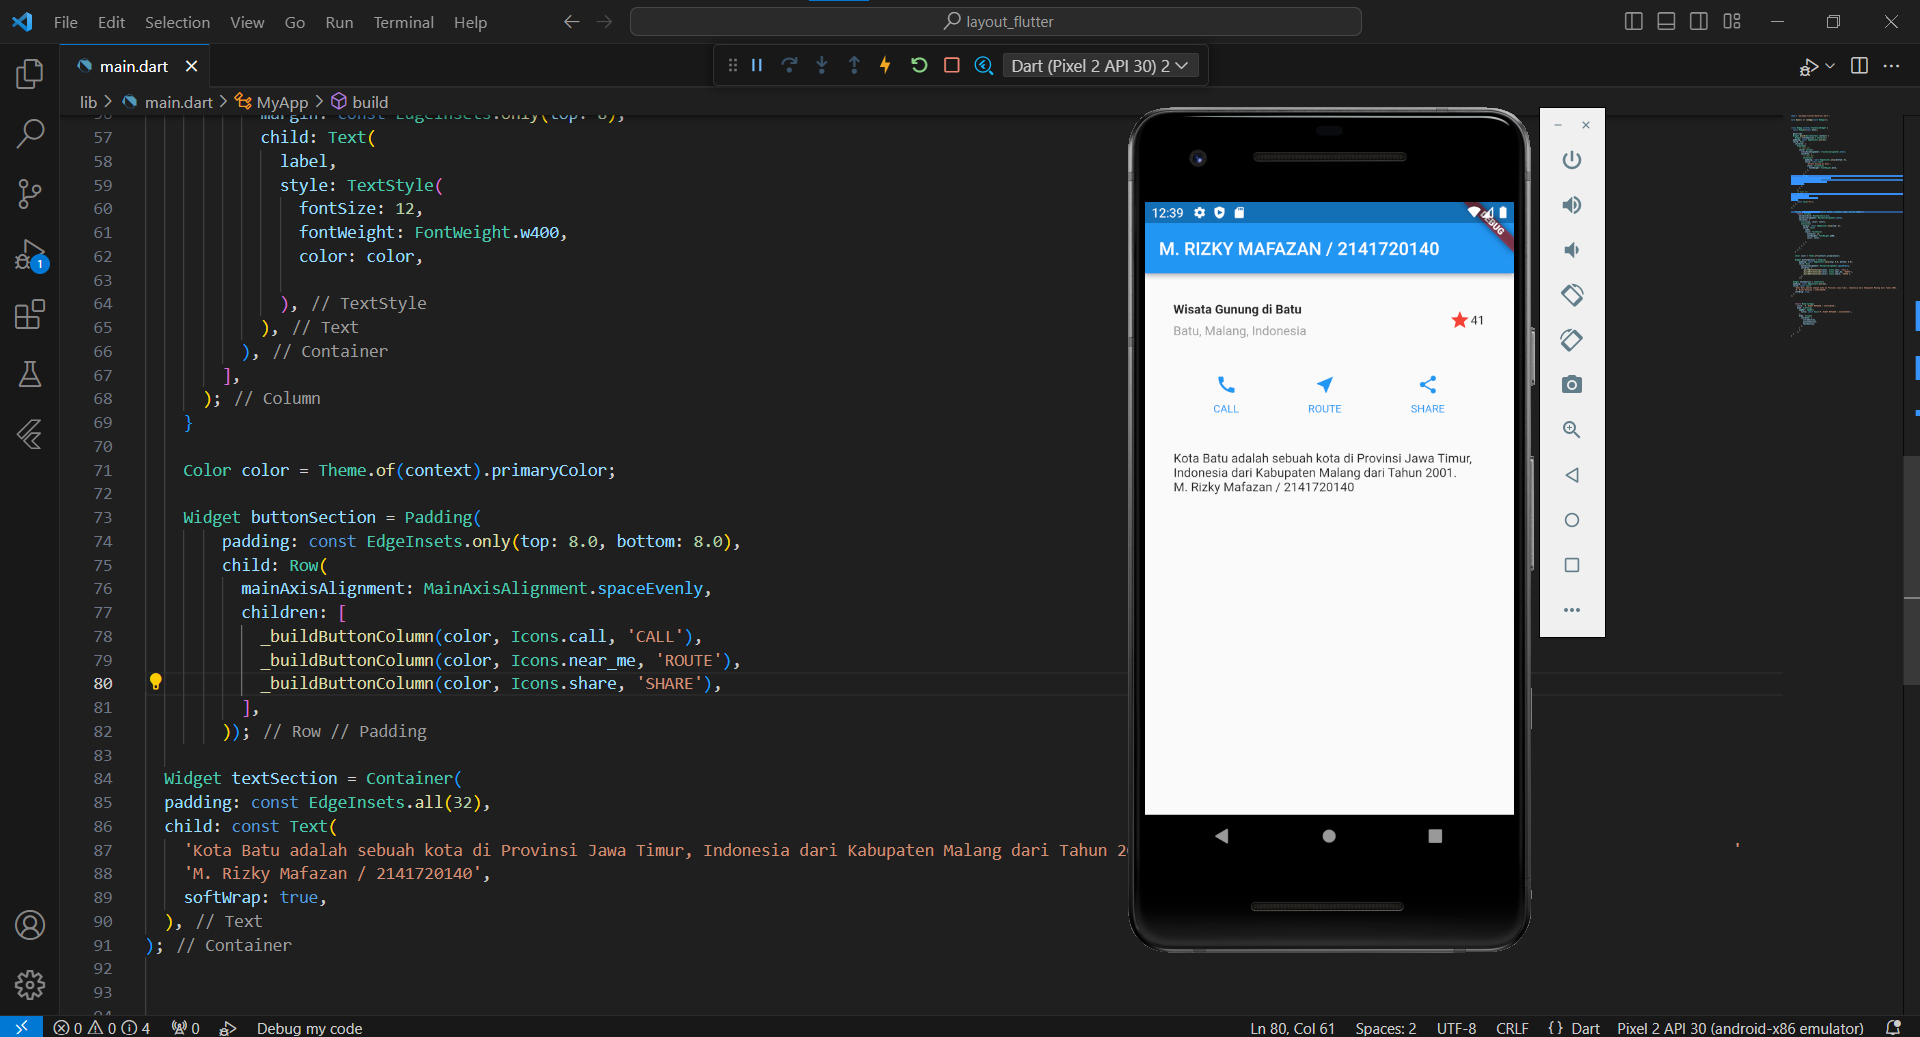 File Edit Selection View Go Run Terminal Help
layout_flutter
main.dart
Dart (Pixel 2 API 30) 2
lib > main.dart > MyApp > build
56 margin: const EdgeInsets.only(top: 8),
57 child: Text(
58 label,
59 style: TextStyle(
60 fontSize: 12,
61 fontWeight: FontWeight.w400,
62 color: color,
63
64 ), // TextStyle
65 ), // Text
66 ), // Container
67 ],
68 ); // Column
69 }
70
71 Color color = Theme.of(context).primaryColor;
72
73 Widget buttonSection = Padding(
74 padding: const EdgeInsets.only(top: 8.0, bottom: 8.0),
75 child: Row(
76 mainAxisAlignment: MainAxisAlignment.spaceEvenly,
77 children: [
78 _buildButtonColumn(color, Icons.call, 'CALL'),
79 _buildButtonColumn(color, Icons.near_me, 'ROUTE'),
80 _buildButtonColumn(color, Icons.share, 'SHARE'),
81 ],
82 )); // Row // Padding
83
84 Widget textSection = Container(
85 padding: const EdgeInsets.all(32),
86 child: const Text(
87 'Kota Batu adalah sebuah kota di Provinsi Jawa Timur, Indonesia dari Kabupaten Malang dari Tahun 2 '
88 'M. Rizky Mafazan / 2141720140',
89 softWrap: true,
90 ), // Text
91 ); // Container
92
93
12:39
DEBUG
M. RIZKY MAFAZAN / 2141720140
Wisata Gunung di Batu
Batu, Malang, Indonesia
41
CALL ROUTE SHARE
Kota Batu adalah sebuah kota di Provinsi Jawa Timur,
Indonesia dari Kabupaten Malang dari Tahun 2001.
M. Rizky Mafazan / 2141720140
1
0 0 4 0 Debug my code Ln 80, Col 61 Spaces: 2 UTF-8 CRLF {} Dart Pixel 2 API 30 (android-x86 emulator)